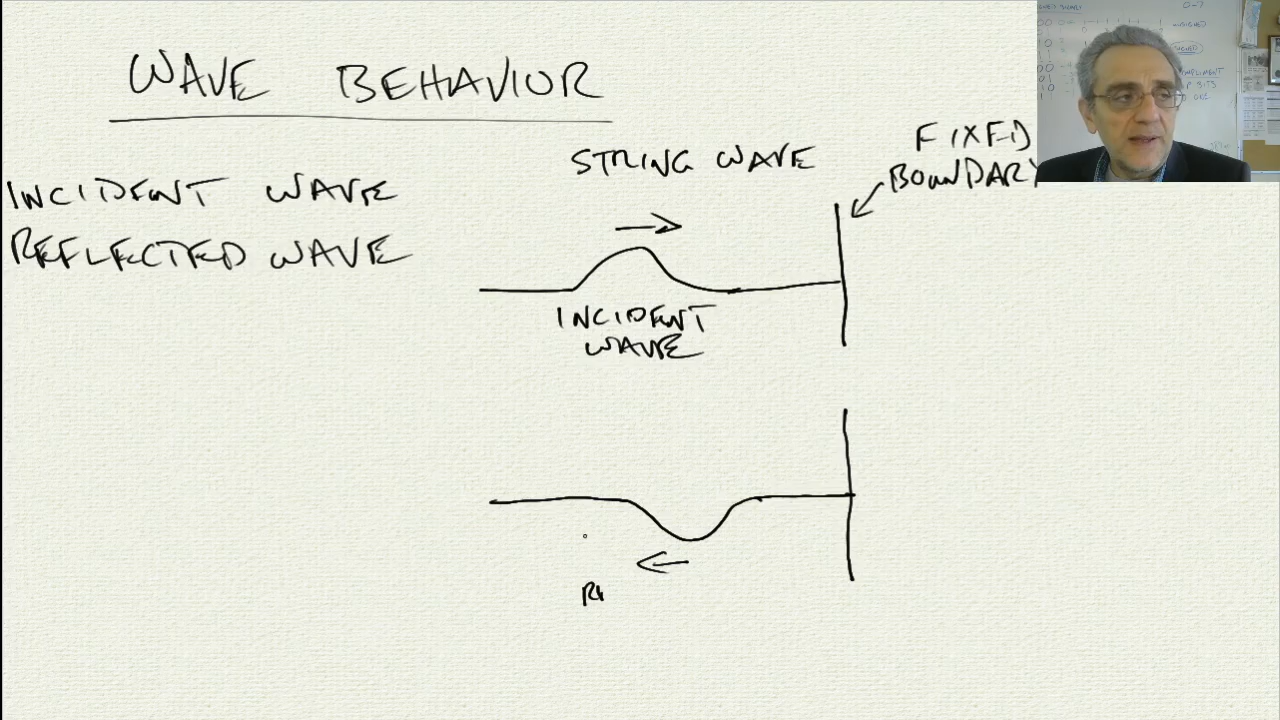 WAVE BEHAVIOR
INCIDENT WAVE
REFLECTED WAVE
STRING WAVE
FIXED
BOUNDARY
INCIDENT
WAVE